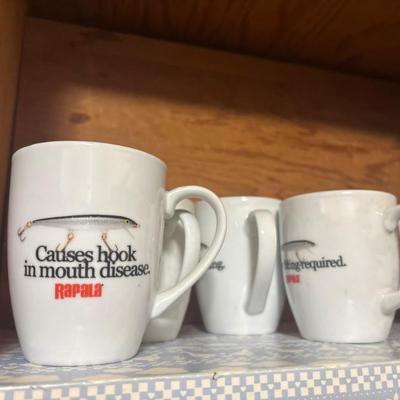 Causes hook
in mouth disease.
Rapala
required.